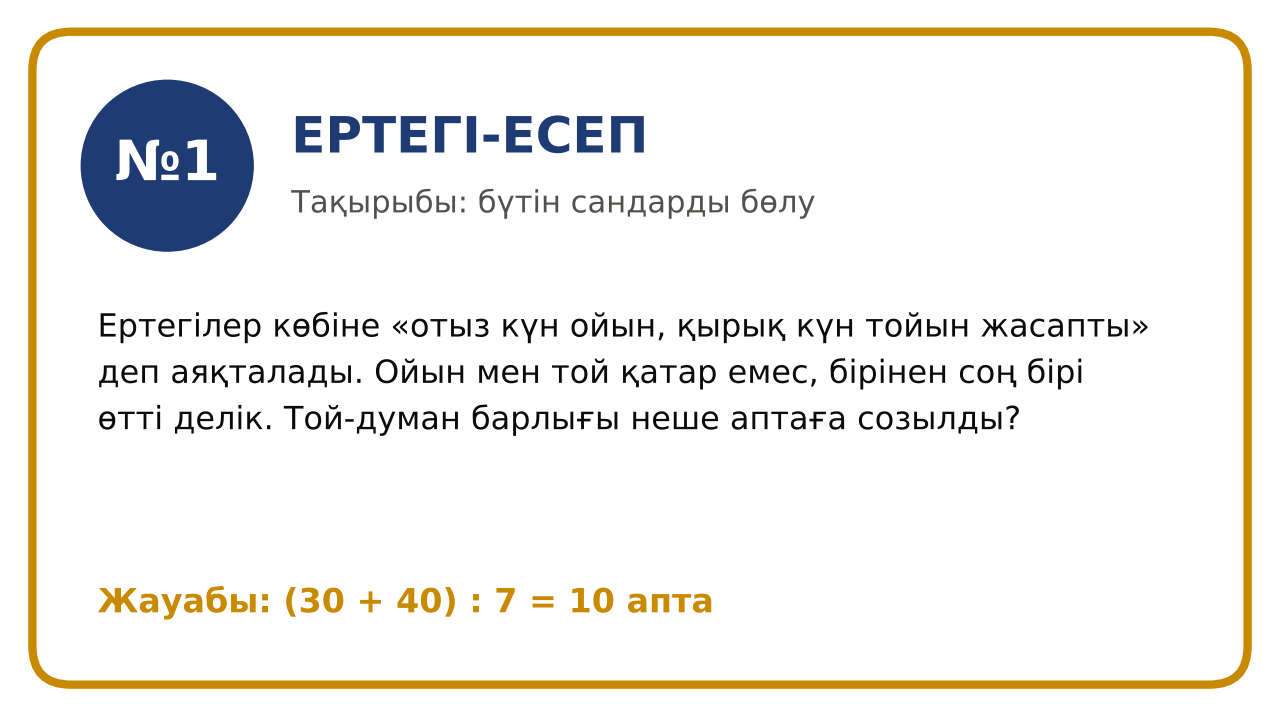 №1
ЕРТЕГІ-ЕСЕП
Тақырыбы: бүтін сандарды бөлу
Ертегілер көбіне «отыз күн ойын, қырық күн тойын жасапты»
деп аяқталады. Ойын мен той қатар емес, бірінен соң бірі
өтті делік. Той-думан барлығы неше аптаға созылды?
Жауабы: (30 + 40) : 7 = 10 апта